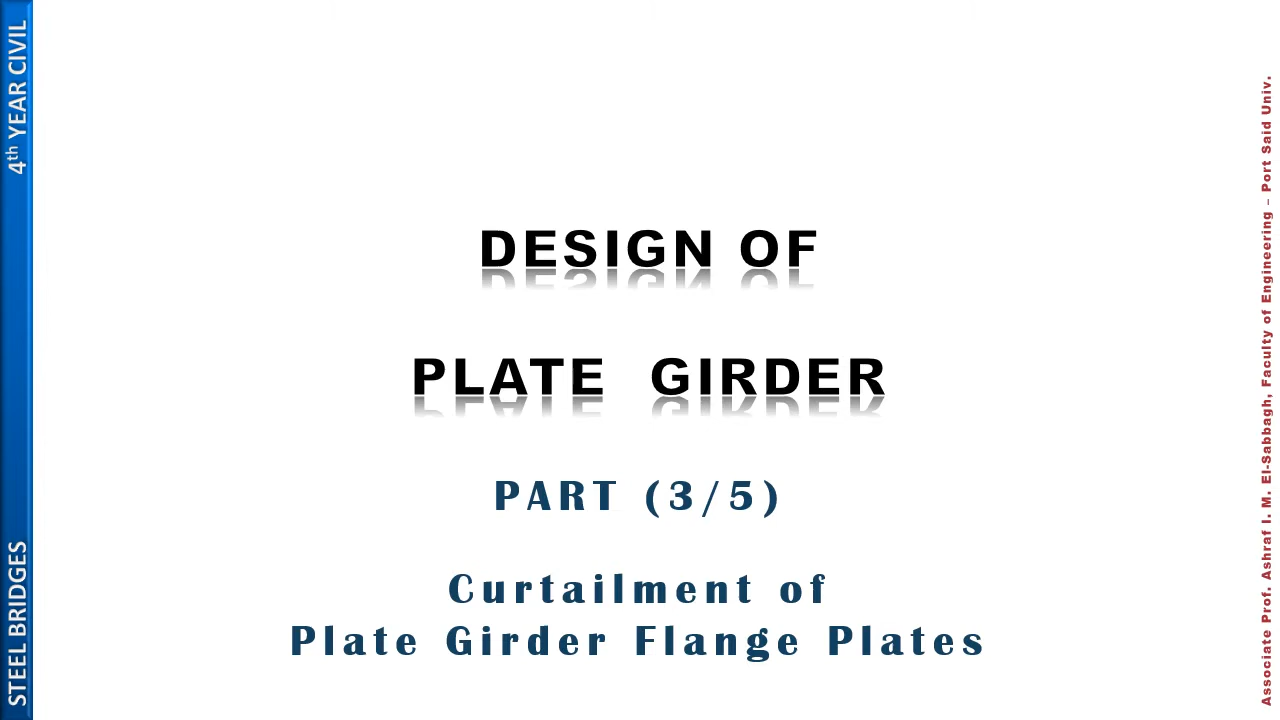 4th YEAR CIVIL
STEEL BRIDGES
DESIGN OF
PLATE GIRDER
PART (3/5)
Curtailment of
Plate Girder Flange Plates
Associate Prof. Ashraf I. M. El-Sabbagh, Faculty of Engineering – Port Said Univ.